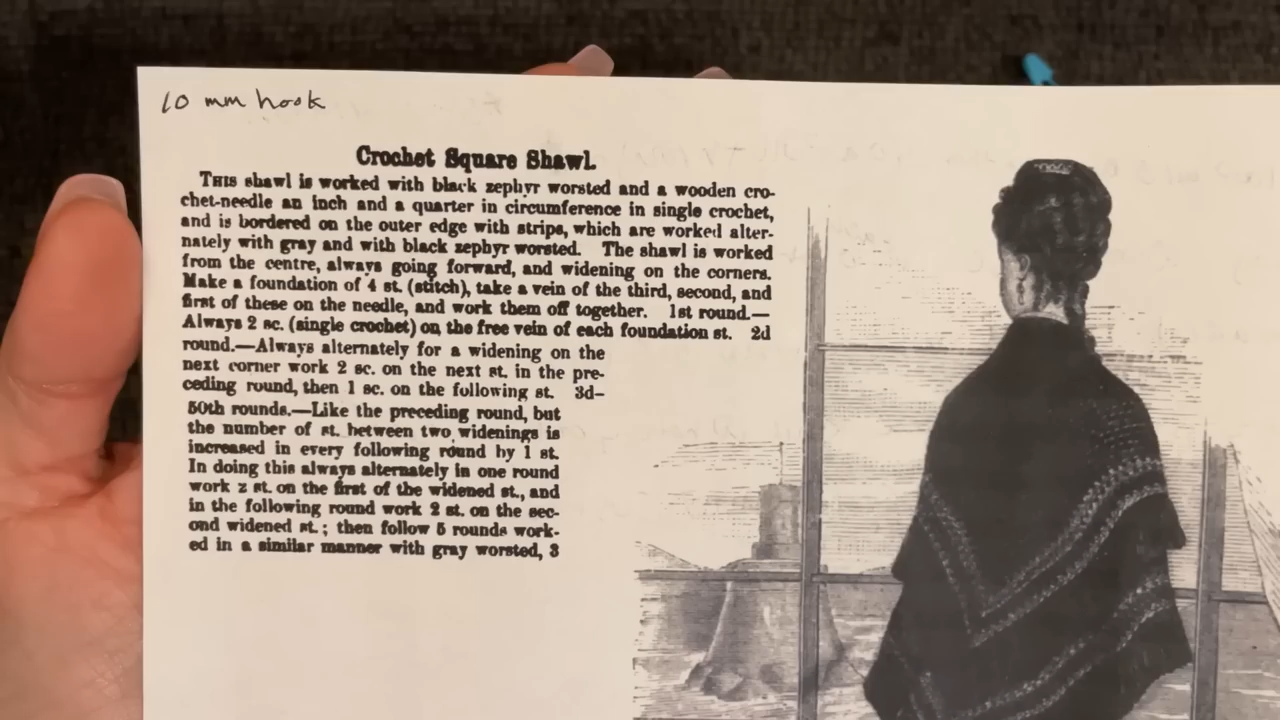 10 mm hook
Crochet Square Shawl.
THIS shawl is worked with black zephyr worsted and a wooden cro-
chet-needle an inch and a quarter in circumference in single crochet,
and is bordered on the outer edge with strips, which are worked alter-
nately with gray and with black zephyr worsted. The shawl is worked
from the centre, always going forward, and widening on the corners.
Make a foundation of 4 st. (stitch), take a vein of the third, second, and
first of these on the needle, and work them off together. 1st round.—
Always 2 sc. (single crochet) on the free vein of each foundation st. 2d
round.—Always alternately for a widening on the
next corner work 2 sc. on the next st. in the pre-
ceding round, then 1 sc. on the following st. 3d–
50th rounds.—Like the preceding round, but
the number of st. between two widenings is
increased in every following round by 1 st.
In doing this always alternately in one round
work 2 st. on the first of the widened st., and
in the following round work 2 st. on the sec-
ond widened st.; then follow 5 rounds work-
ed in a similar manner with gray worsted, 3